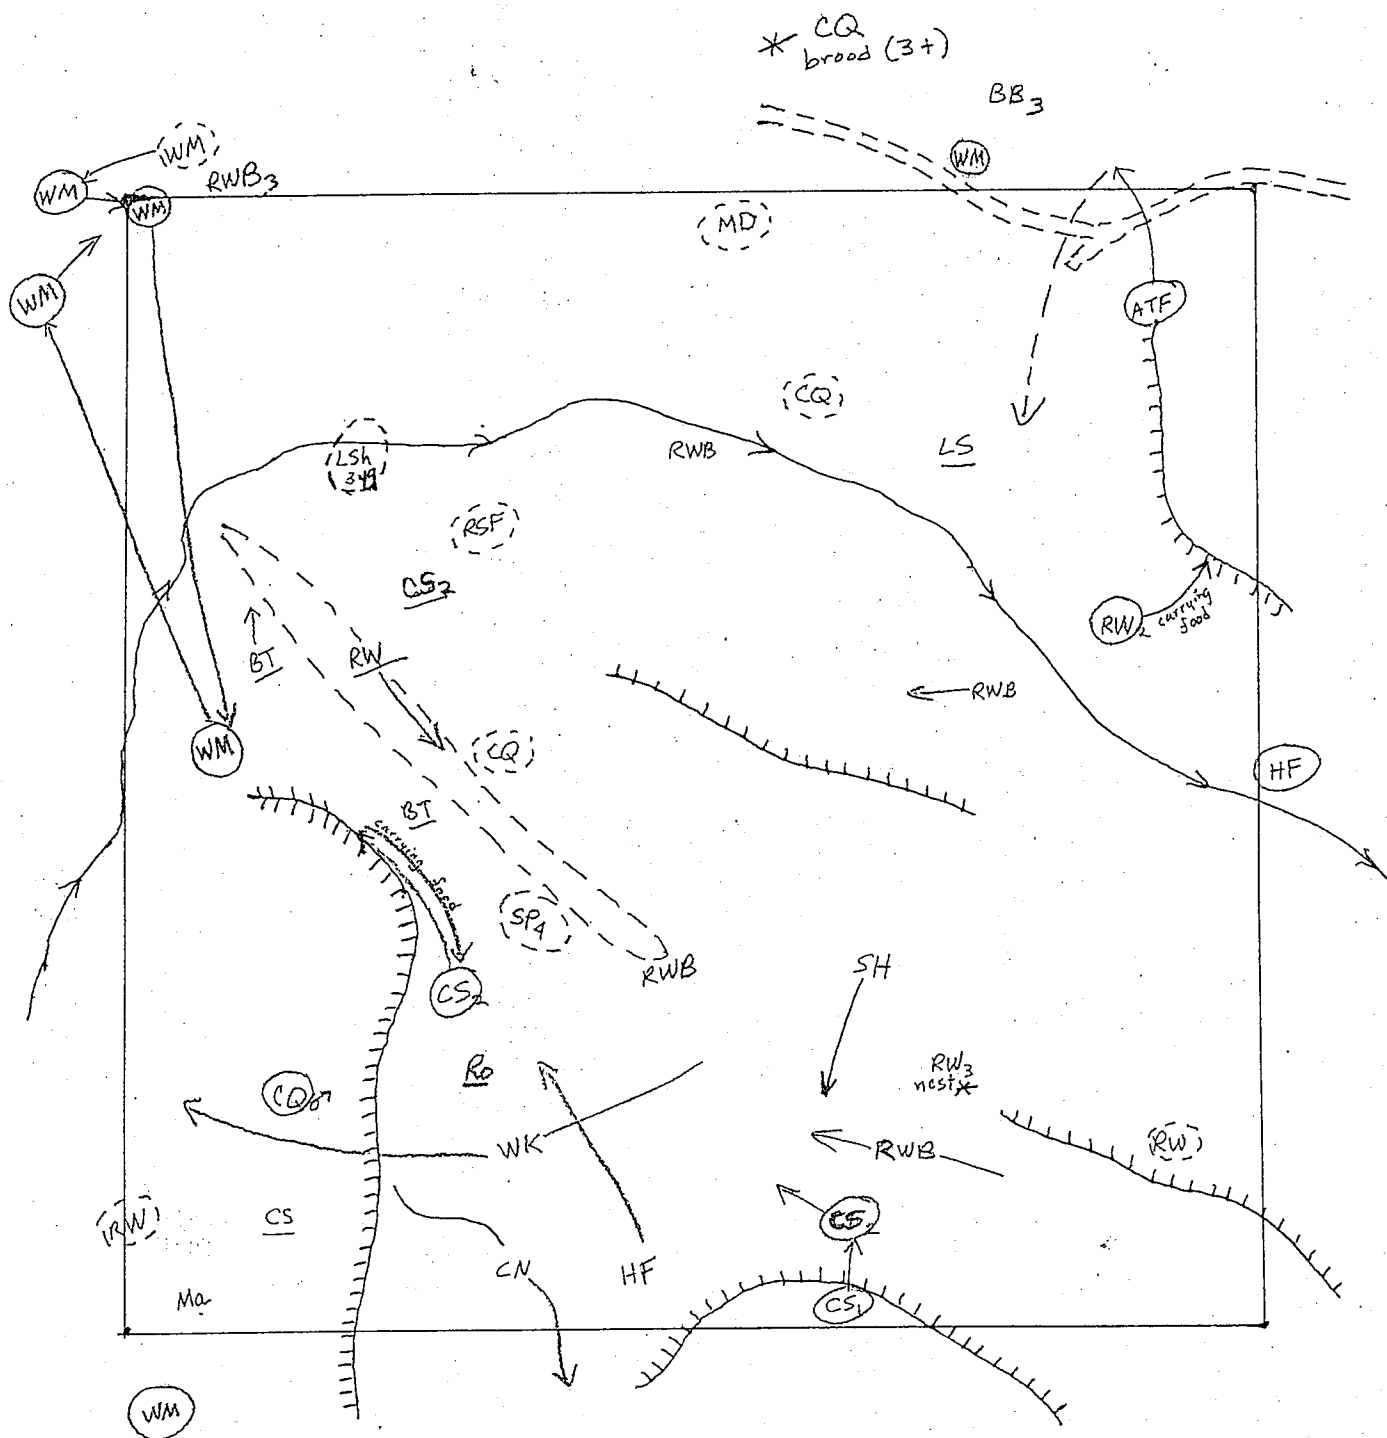 * CQ
brood (3+)
BB3
WM
WM
WM
WM
RWB3
MD
WM
ATF
CQ
LSh
RWB
LS
RSF
CS2
RW2 carrying
food
BT
RW
RWB
WM
CQ
HF
BT
carrying food
SP4
RWB
SH
CS2
RW3
nest*
Ro
CQ♂
WK
RWB
RW
RW
CS
CS2
CN
HF
Ma
CS1
WM